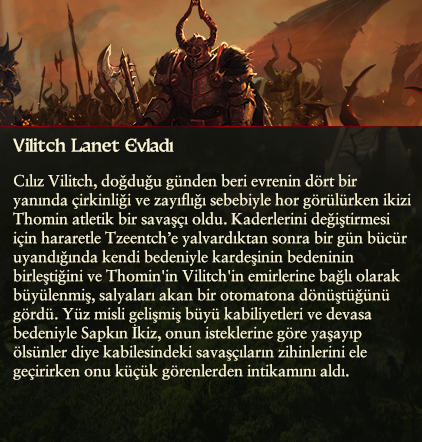 Vilitch Lanet Evladı
Cılız Vilitch, doğduğu günden beri evrenin dört bir
yanında çirkinliği ve zayıflığı sebebiyle hor görülürken ikizi
Thomin atletik bir savaşçı oldu. Kaderlerini değiştirmesi
için hararetle Tzeentch’e yalvardıktan sonra bir gün bücür
uyandığında kendi bedeniyle kardeşinin bedeninin
birleştiğini ve Thomin'in Vilitch'in emirlerine bağlı olarak
büyülenmiş, salyaları akan bir otomatona dönüştüğünü
gördü. Yüz misli gelişmiş büyü kabiliyetleri ve devasa
bedeniyle Sapkın İkiz, onun isteklerine göre yaşayıp
ölsünler diye kabilesindeki savaşçıların zihinlerini ele
geçirirken onu küçük görenlerden intikamını aldı.